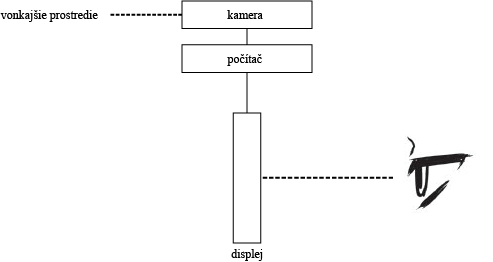 vonkajšie prostredie
kamera
počítač
displej